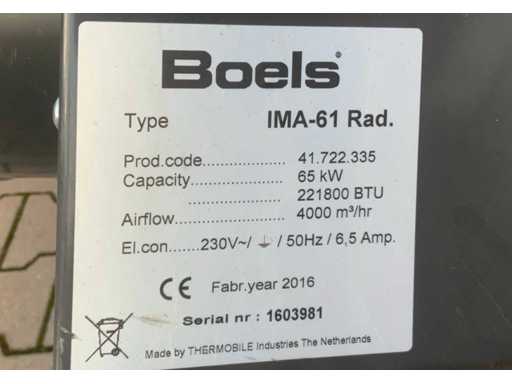 Boels®
Type IMA-61 Rad.
Prod.code..................... 41.722.335
Capacity....................... 65 kW
....................... 221800 BTU
Airflow.......................... 4000 m³/hr
El.con.......230V~/ ⏚ / 50Hz / 6,5 Amp.
CE Fabr.year 2016
Serial nr : 1603981
Made by THERMOBILE Industries The Netherlands